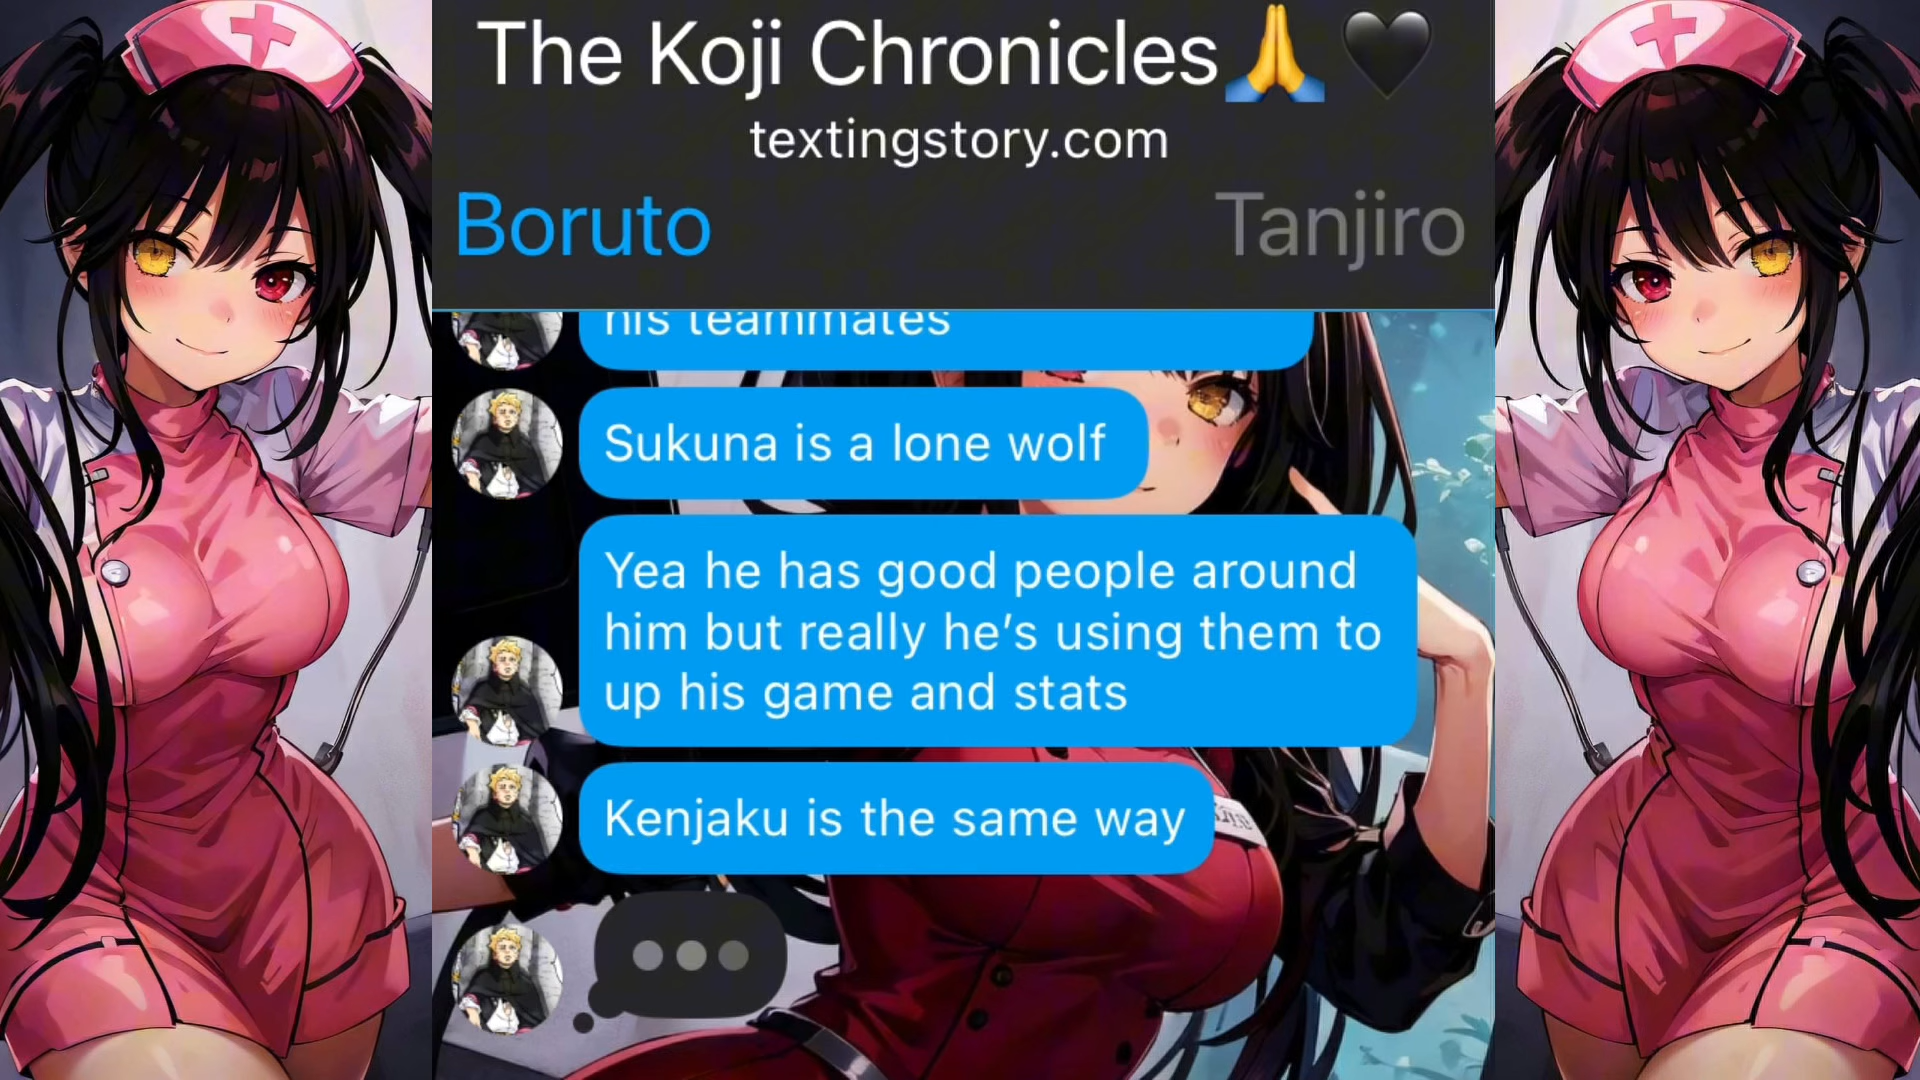 The Koji Chronicles🙏🖤
textingstory.com
Boruto
Tanjiro
his teammates
Sukuna is a lone wolf
Yea he has good people around
him but really he’s using them to
up his game and stats
Kenjaku is the same way